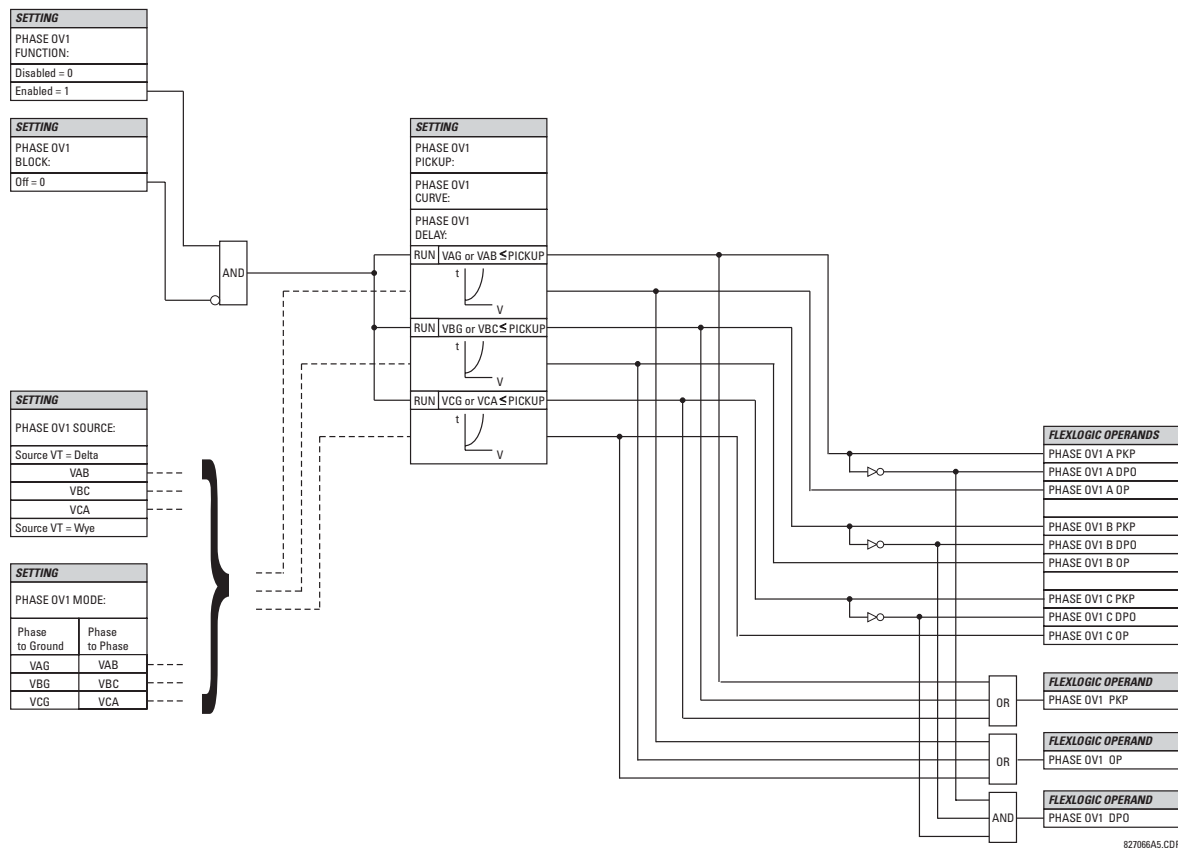 SETTING
PHASE OV1
FUNCTION:
Disabled = 0
Enabled = 1
SETTING
PHASE OV1
BLOCK:
Off = 0
AND
SETTING
PHASE OV1 SOURCE:
Source VT = Delta
VAB
VBC
VCA
Source VT = Wye
SETTING
PHASE OV1 MODE:
Phase to Ground Phase to Phase
VAG VAB
VBG VBC
VCG VCA
SETTING
PHASE OV1
PICKUP:
PHASE OV1
CURVE:
PHASE OV1
DELAY:
RUN VAG or VAB ≤ PICKUP
t
V
RUN VBG or VBC ≤ PICKUP
t
V
RUN VCG or VCA ≤ PICKUP
t
V
FLEXLOGIC OPERANDS
PHASE OV1 A PKP
PHASE OV1 A DPO
PHASE OV1 A OP
PHASE OV1 B PKP
PHASE OV1 B DPO
PHASE OV1 B OP
PHASE OV1 C PKP
PHASE OV1 C DPO
PHASE OV1 C OP
OR
FLEXLOGIC OPERAND
PHASE OV1 PKP
OR
FLEXLOGIC OPERAND
PHASE OV1 OP
AND
FLEXLOGIC OPERAND
PHASE OV1 DPO
827066A5.CDR